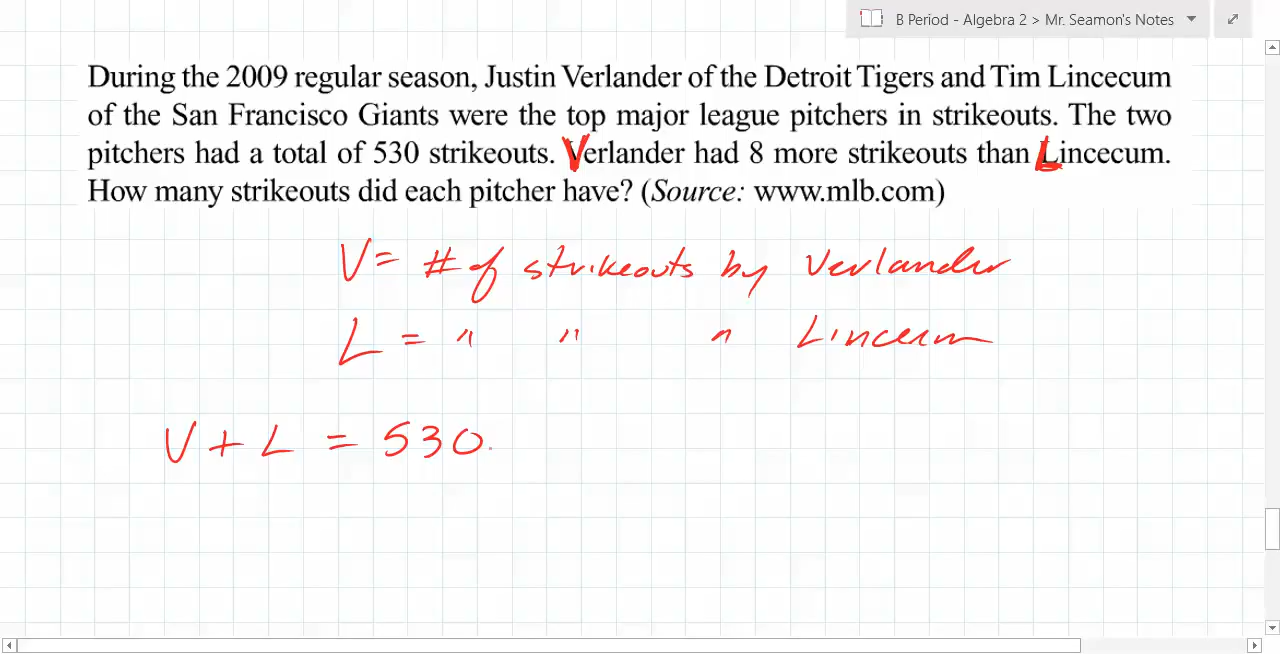 B Period - Algebra 2 > Mr. Seamon's Notes
During the 2009 regular season, Justin Verlander of the Detroit Tigers and Tim Lincecum
of the San Francisco Giants were the top major league pitchers in strikeouts. The two
pitchers had a total of 530 strikeouts. Verlander had 8 more strikeouts than Lincecum.
How many strikeouts did each pitcher have? (Source: www.mlb.com)
V = # of strikeouts by Verlander
L = " " " Lincecum
V + L = 530